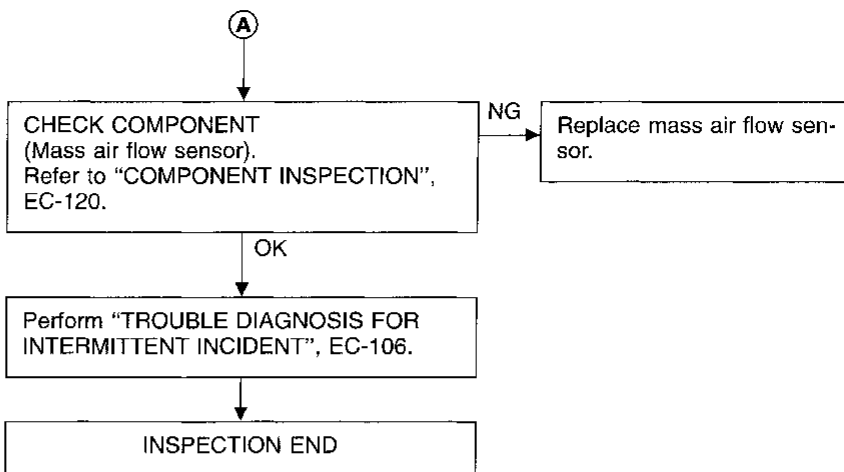 A
CHECK COMPONENT
(Mass air flow sensor).
Refer to “COMPONENT INSPECTION”,
EC-120.
NG
Replace mass air flow sen-
sor.
OK
Perform “TROUBLE DIAGNOSIS FOR
INTERMITTENT INCIDENT”, EC-106.
INSPECTION END